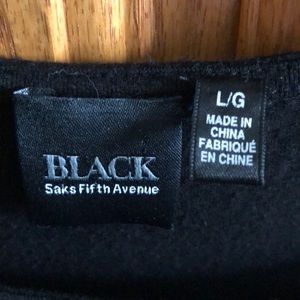 BLACK
Saks Fifth Avenue
L/G
MADE IN
CHINA
FABRIQUÉ
EN CHINE